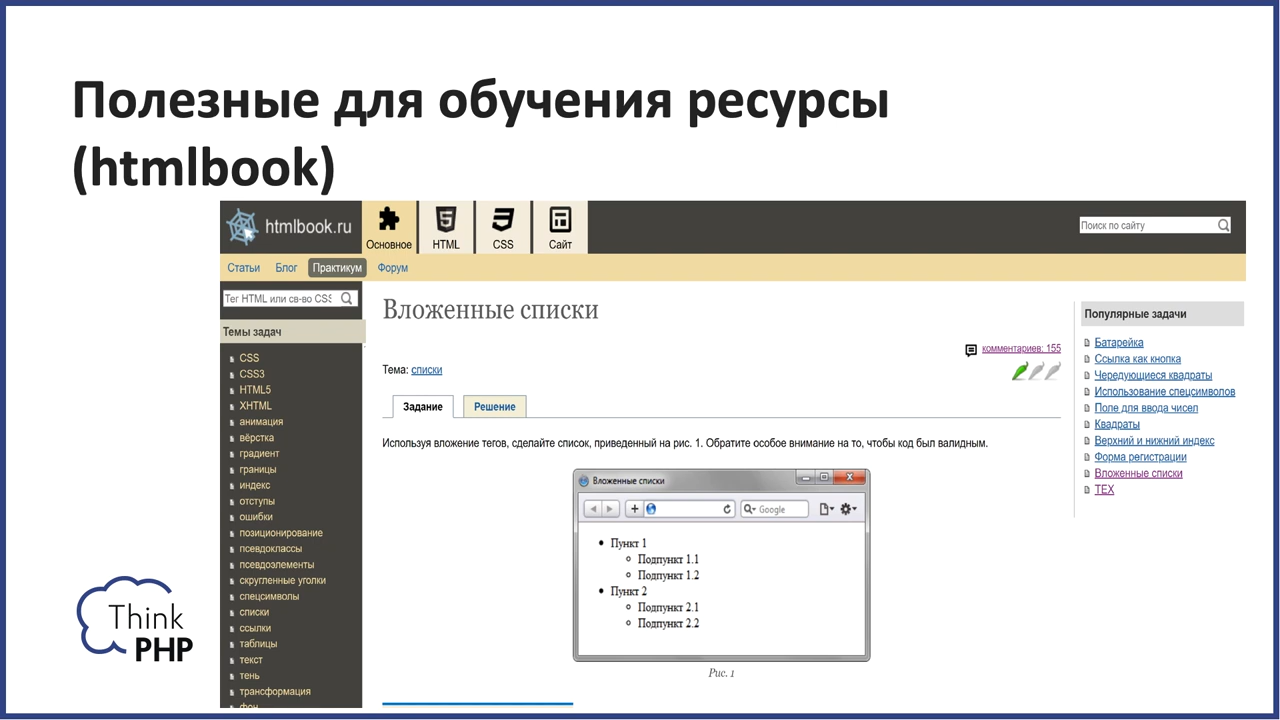 Полезные для обучения ресурсы
(htmlbook)
htmlbook.ru
Основное
HTML
CSS
Сайт
Поиск по сайту
Статьи Блог Практикум Форум
Тег HTML или св-во CSS
Темы задач
CSS
CSS3
HTML5
XHTML
анимация
вёрстка
градиент
границы
индекс
отступы
ошибки
позиционирование
псевдоклассы
псевдоэлементы
скругленные уголки
спецсимволы
списки
ссылки
таблицы
текст
тень
трансформация
фон
Вложенные списки
комментариев: 155
Тема: списки
Задание Решение
Используя вложение тегов, сделайте список, приведенный на рис. 1. Обратите особое внимание на то, чтобы код был валидным.
Вложенные списки
Google
Пункт 1
Подпункт 1.1
Подпункт 1.2
Пункт 2
Подпункт 2.1
Подпункт 2.2
Рис. 1
Популярные задачи
Батарейка
Ссылка как кнопка
Чередующиеся квадраты
Использование спецсимволов
Поле для ввода чисел
Квадраты
Верхний и нижний индекс
Форма регистрации
Вложенные списки
ТЕХ
Think
PHP